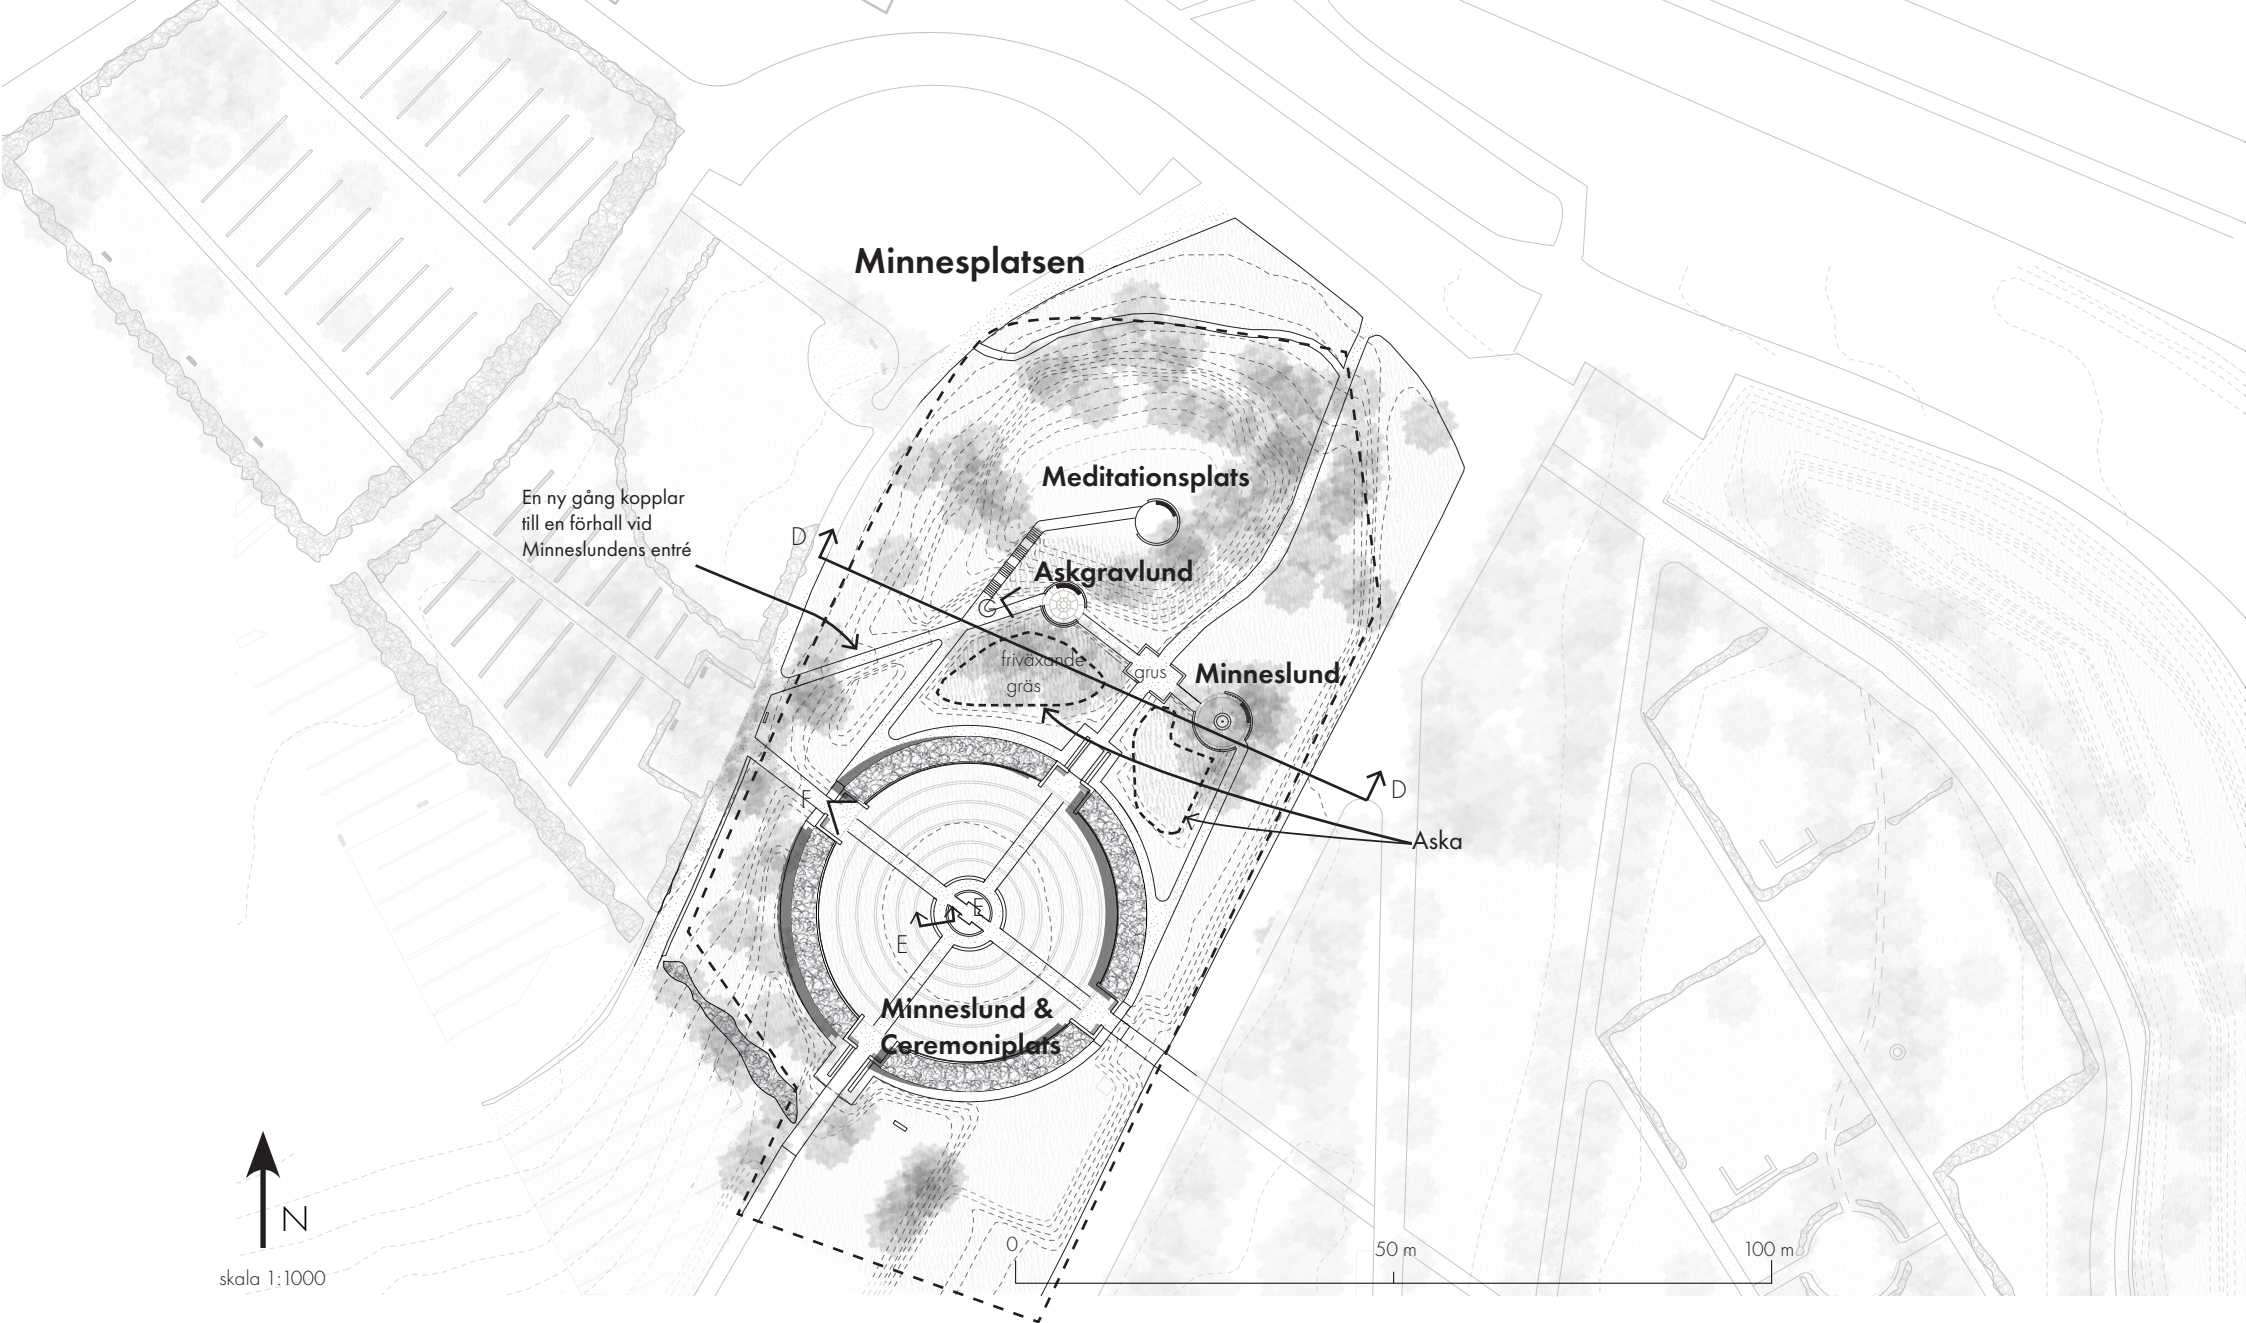 Minnesplatsen
Meditationsplats
En ny gång kopplar
till en förhall vid
Minneslundens entré
D
Askgravlund
friväxande
gräs
grus
Minneslund
D
F
Aska
E
E
Minneslund &
Ceremoniplats
N
skala 1:1000
0
50 m
100 m